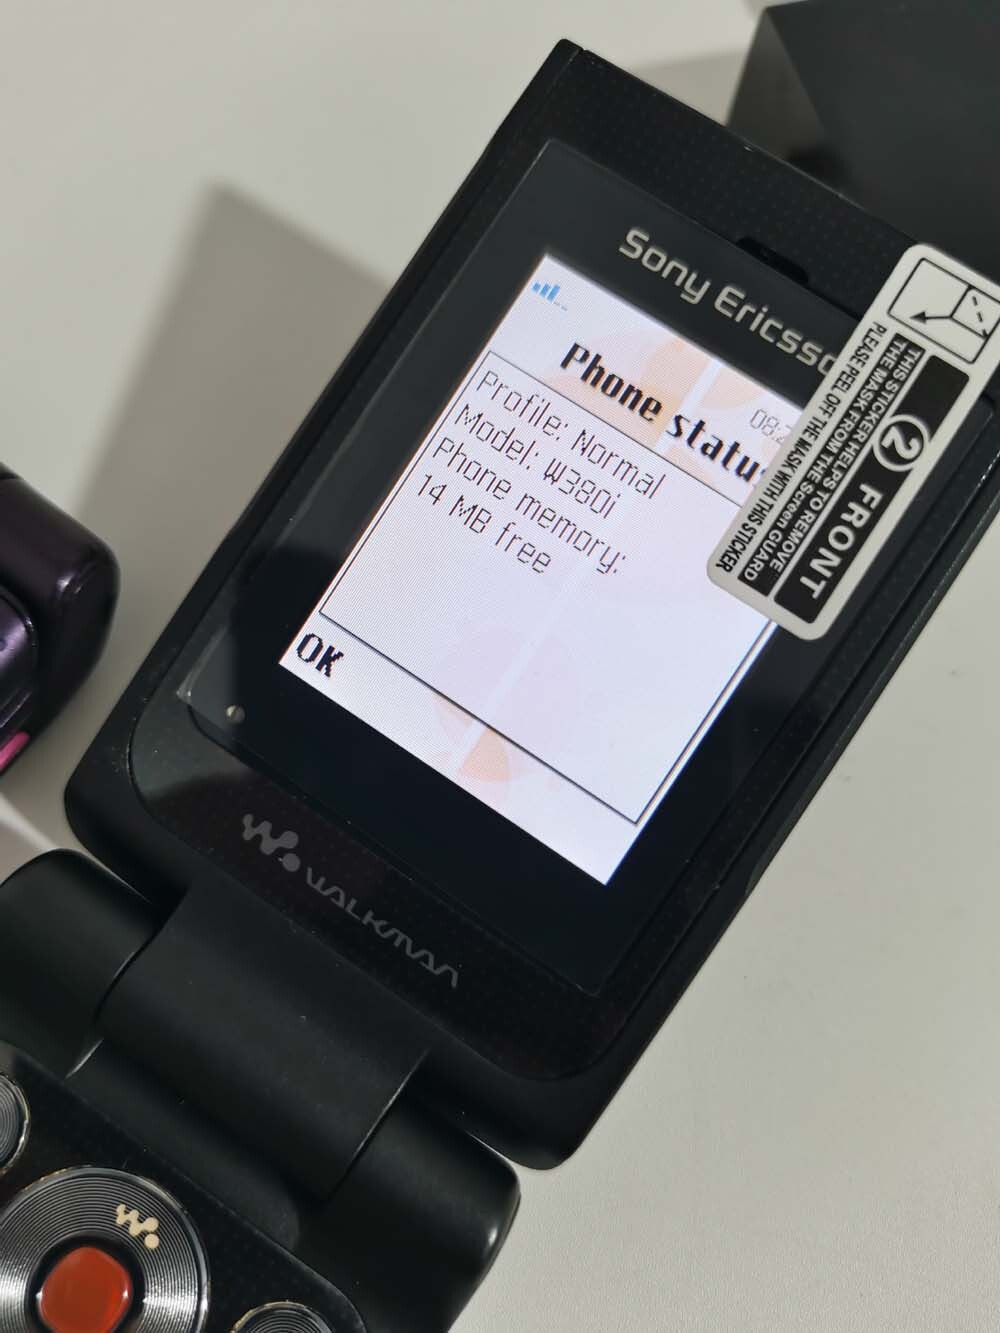 Sony Ericsso
Phone status
Profile: Normal
Model: W380i
Phone memory:
14 MB free
OK
WALKMAN
2 FRONT
THIS STICKER HELPS TO REMOVE
THE MASK FROM THE Screen GUARD
PLEASE PEEL OFF THE MASK WITH THIS STICKER